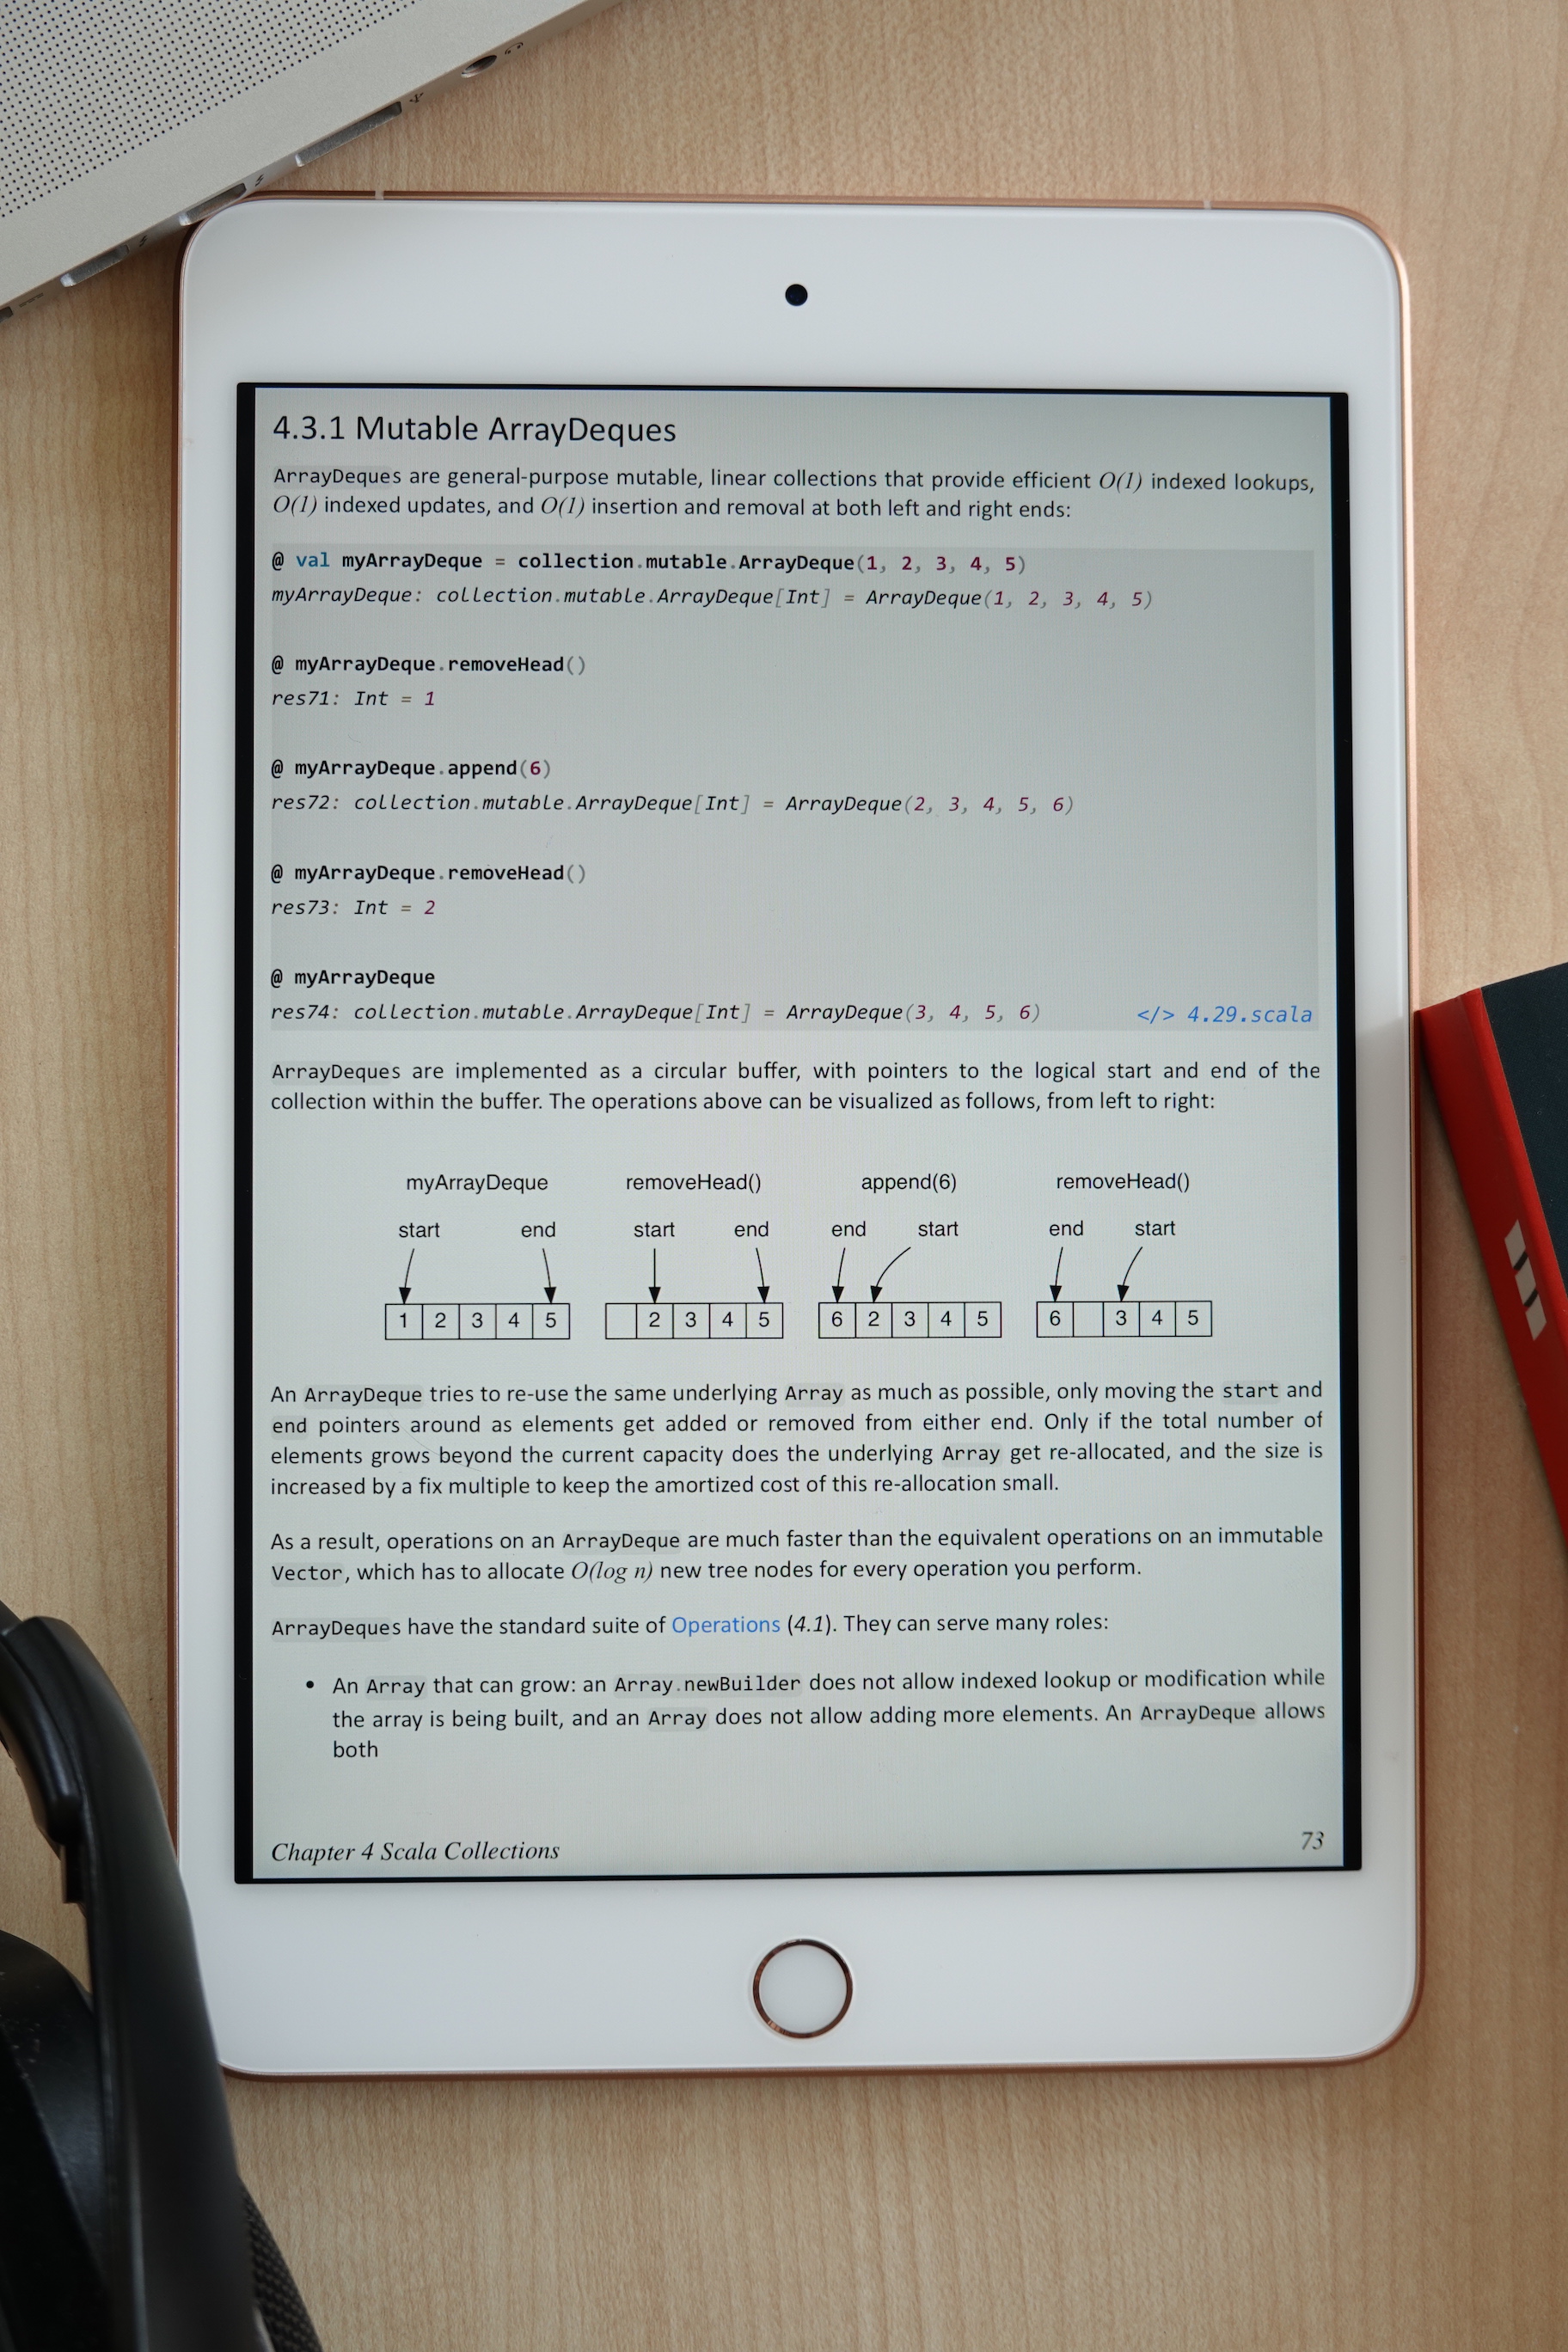 4.3.1 Mutable ArrayDeques
ArrayDeques are general-purpose mutable, linear collections that provide efficient O(1) indexed lookups,
O(1) indexed updates, and O(1) insertion and removal at both left and right ends:
@ val myArrayDeque = collection.mutable.ArrayDeque(1, 2, 3, 4, 5)
myArrayDeque: collection.mutable.ArrayDeque[Int] = ArrayDeque(1, 2, 3, 4, 5)
@ myArrayDeque.removeHead()
res71: Int = 1
@ myArrayDeque.append(6)
res72: collection.mutable.ArrayDeque[Int] = ArrayDeque(2, 3, 4, 5, 6)
@ myArrayDeque.removeHead()
res73: Int = 2
@ myArrayDeque
res74: collection.mutable.ArrayDeque[Int] = ArrayDeque(3, 4, 5, 6) </> 4.29.scala
ArrayDeques are implemented as a circular buffer, with pointers to the logical start and end of the
collection within the buffer. The operations above can be visualized as follows, from left to right:
myArrayDeque removeHead() append(6) removeHead()
start end start end end start end start
1 2 3 4 5 2 3 4 5 6 2 3 4 5 6 3 4 5
An ArrayDeque tries to re-use the same underlying Array as much as possible, only moving the start and
end pointers around as elements get added or removed from either end. Only if the total number of
elements grows beyond the current capacity does the underlying Array get re-allocated, and the size is
increased by a fix multiple to keep the amortized cost of this re-allocation small.
As a result, operations on an ArrayDeque are much faster than the equivalent operations on an immutable
Vector, which has to allocate O(log n) new tree nodes for every operation you perform.
ArrayDeques have the standard suite of Operations (4.1). They can serve many roles:
• An Array that can grow: an Array.newBuilder does not allow indexed lookup or modification while
the array is being built, and an Array does not allow adding more elements. An ArrayDeque allows
both
Chapter 4 Scala Collections 73